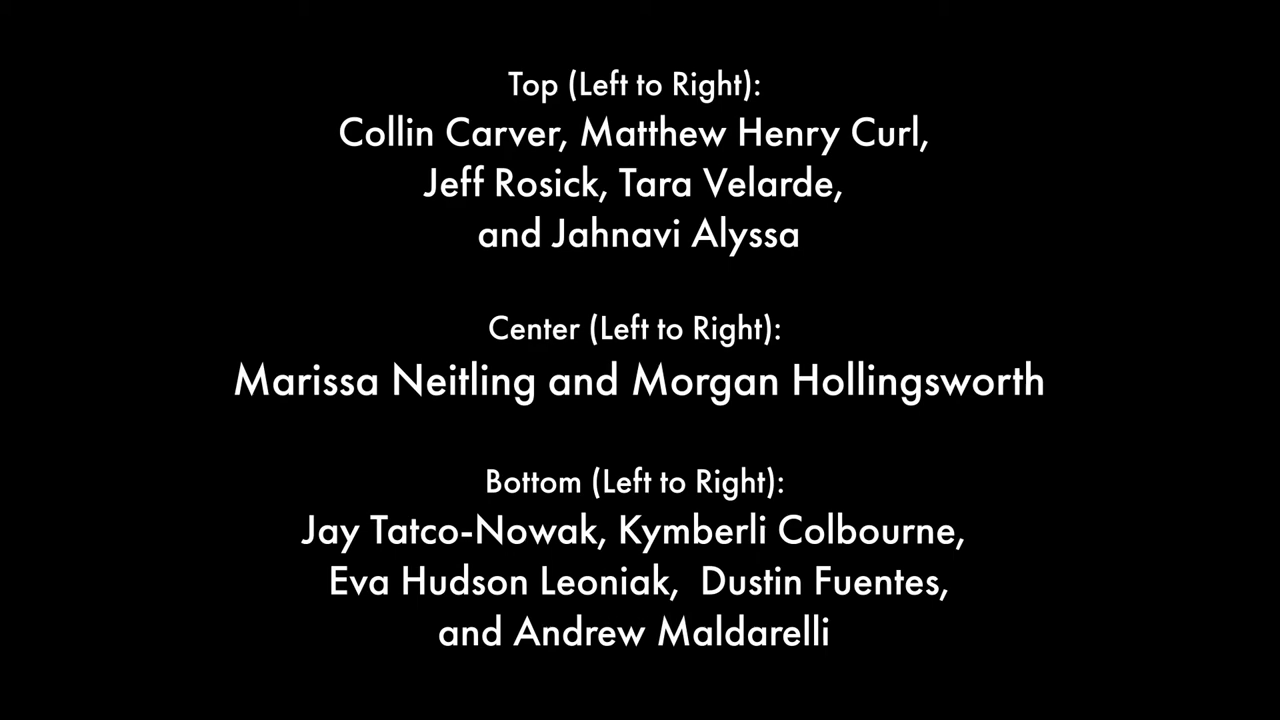 Top (Left to Right):
Collin Carver, Matthew Henry Curl,
Jeff Rosick, Tara Velarde,
and Jahnavi Alyssa
Center (Left to Right):
Marissa Neitling and Morgan Hollingsworth
Bottom (Left to Right):
Jay Tatco-Nowak, Kymberli Colbourne,
Eva Hudson Leoniak,  Dustin Fuentes,
and Andrew Maldarelli